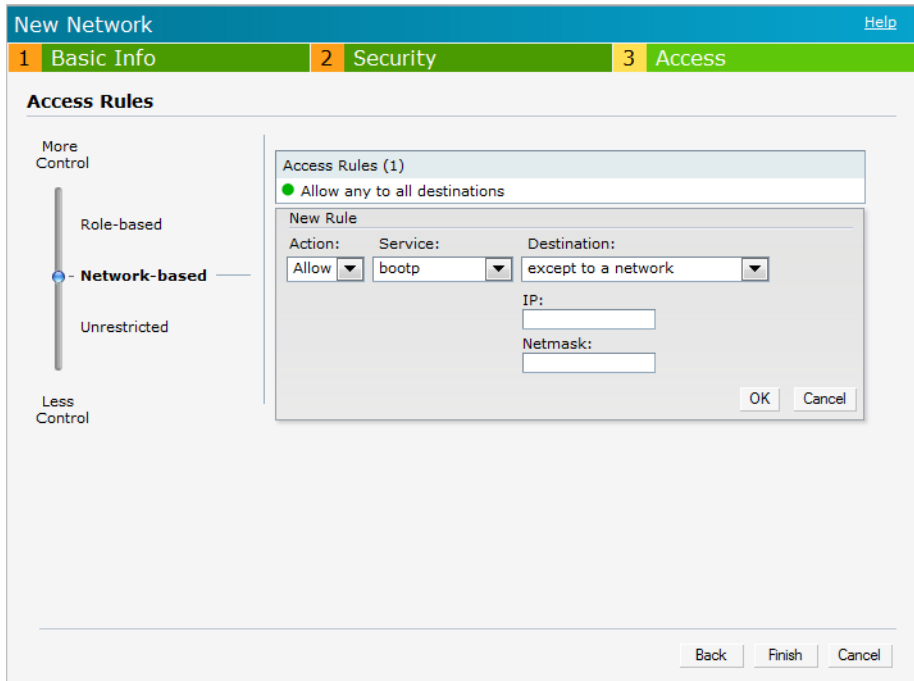 New Network
Help
1 Basic Info
2 Security
3 Access
Access Rules
More
Control
Role-based
Network-based
Unrestricted
Less
Control
Access Rules (1)
Allow any to all destinations
New Rule
Action: Service: Destination:
Allow bootp except to a network
IP:
Netmask:
OK Cancel
Back Finish Cancel